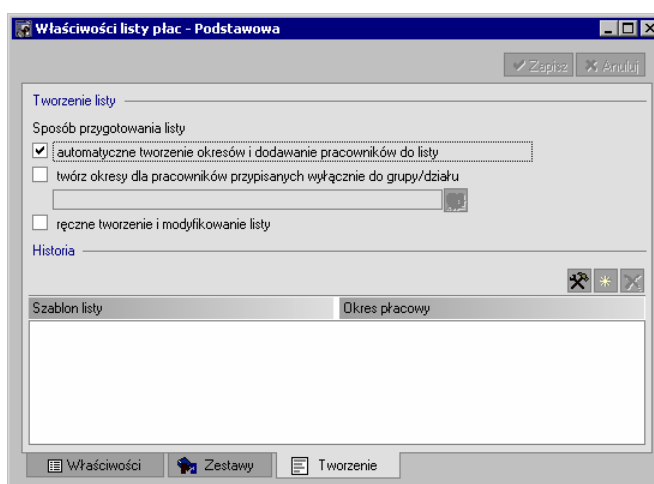 Właściwości listy płac - Podstawowa
Zapisz Anuluj
Tworzenie listy
Sposób przygotowania listy
automatyczne tworzenie okresów i dodawanie pracowników do listy
twórz okresy dla pracowników przypisanych wyłącznie do grupy/działu
ręczne tworzenie i modyfikowanie listy
Historia
Szablon listy Okres płacowy
Właściwości Zestawy Tworzenie